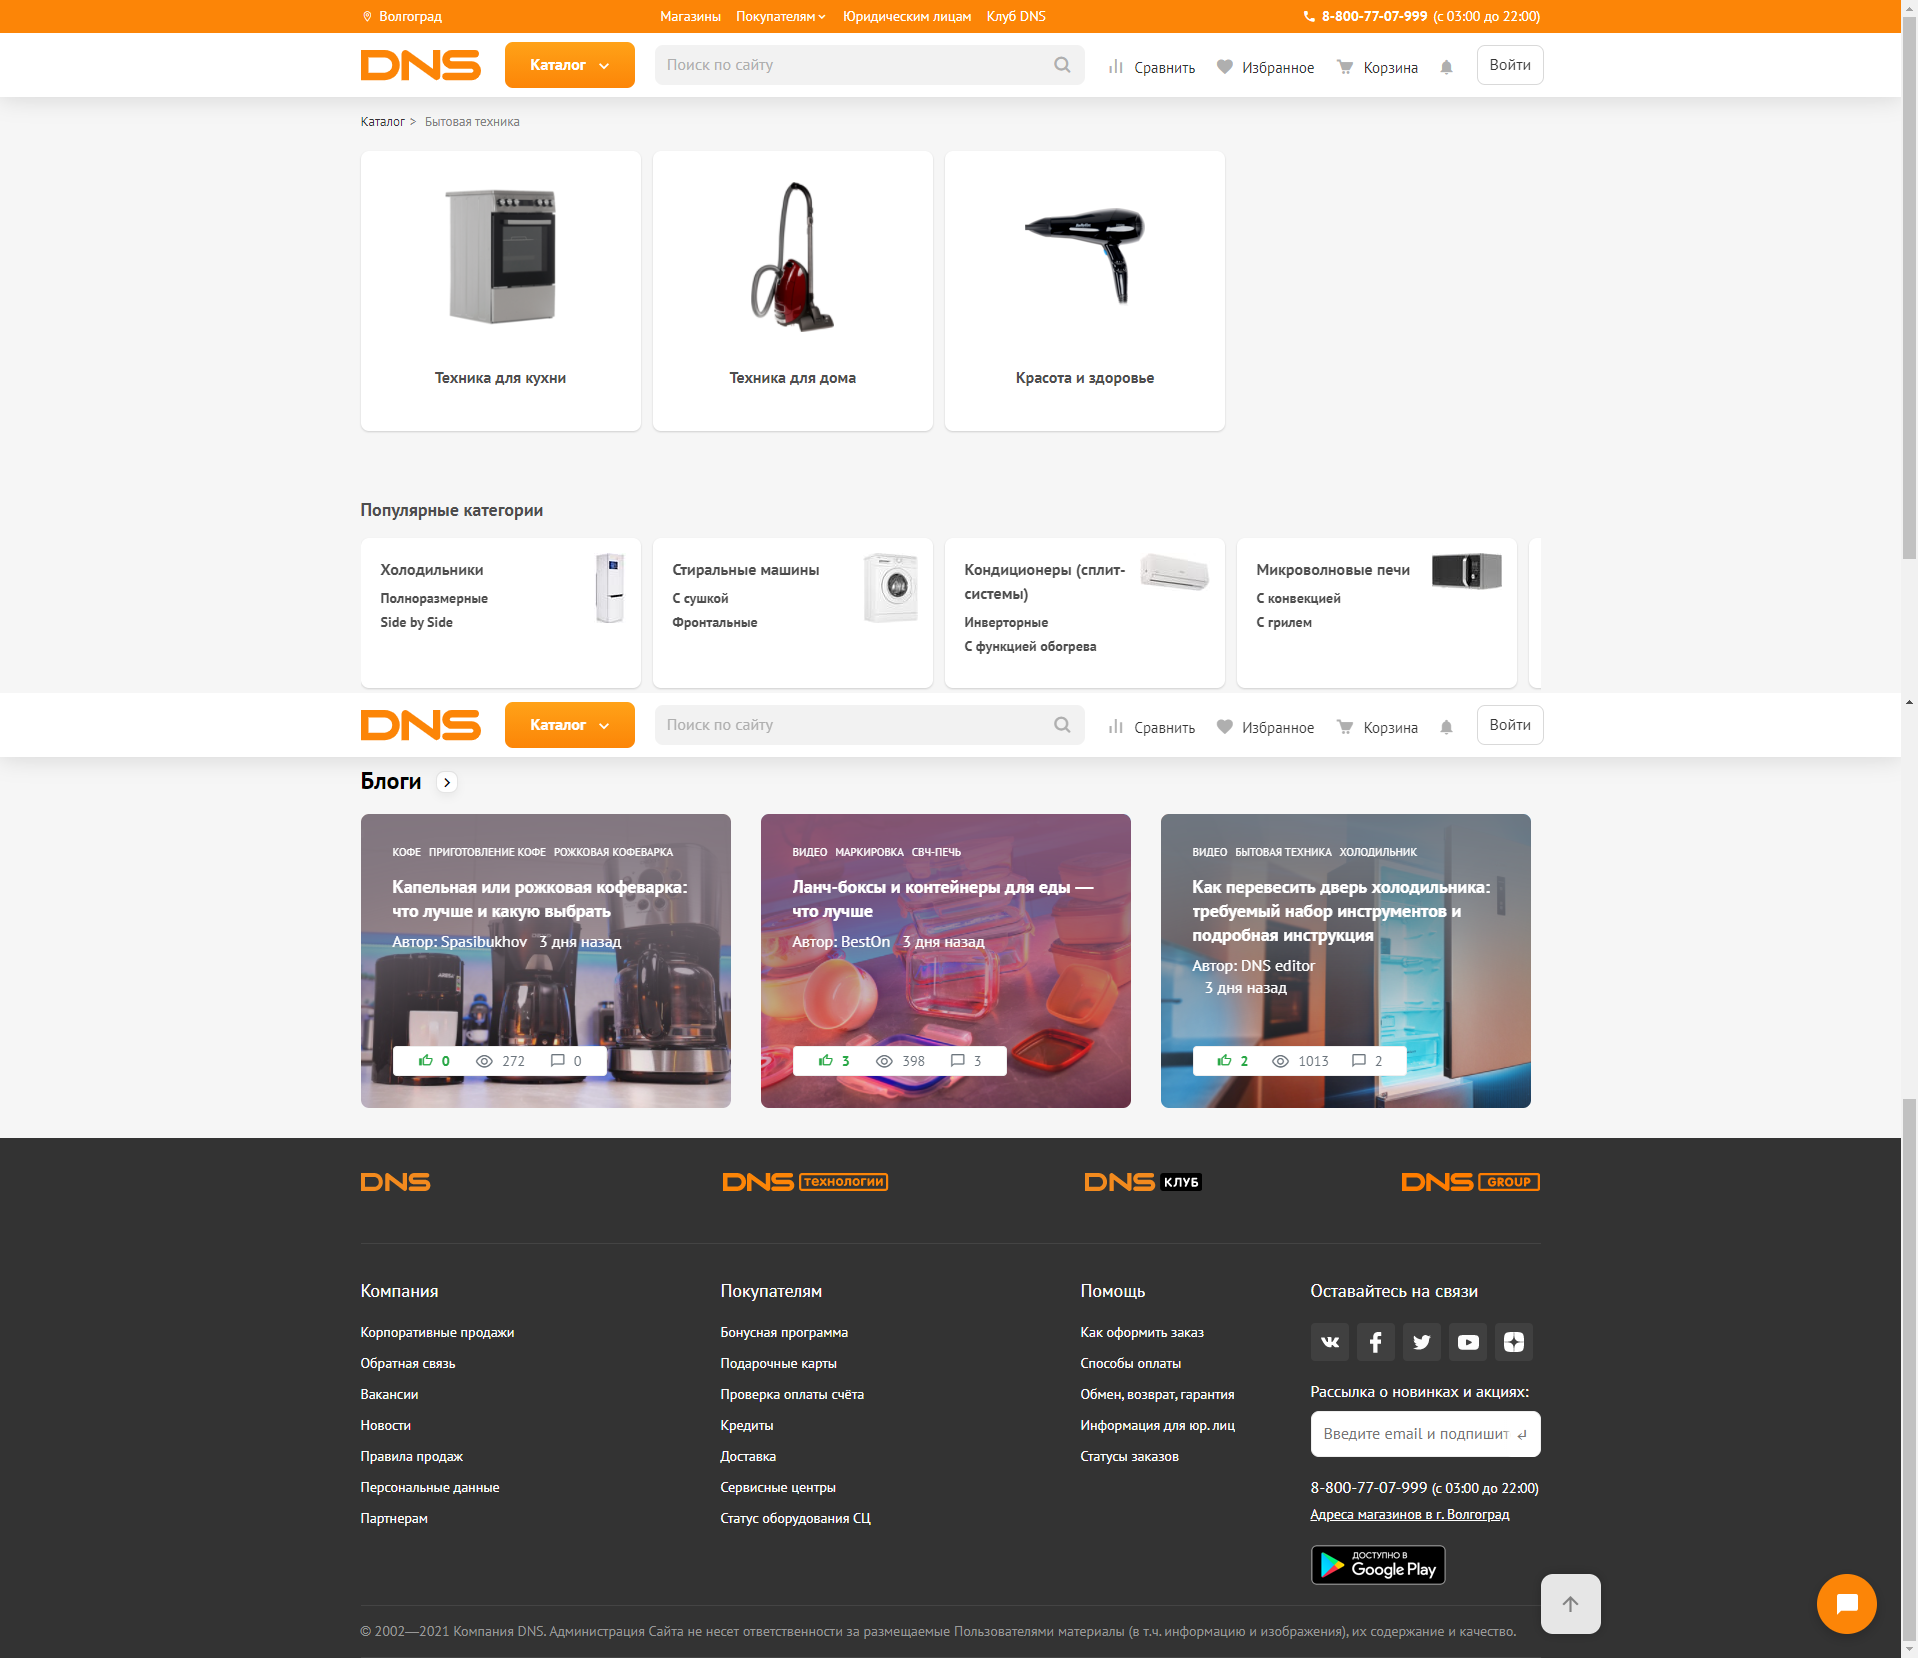 Волгоград
Магазины Покупателям Юридическим лицам Клуб DNS
8-800-77-07-999 (с 03:00 до 22:00)
DNS Каталог Поиск по сайту Сравнить Избранное Корзина Войти
Каталог > Бытовая техника
Техника для кухни
Техника для дома
Красота и здоровье
Популярные категории
Холодильники
Полноразмерные
Side by Side
Стиральные машины
С сушкой
Фронтальные
Кондиционеры (сплит-
системы)
Инверторные
С функцией обогрева
Микроволновые печи
С конвекцией
С грилем
DNS Каталог Поиск по сайту Сравнить Избранное Корзина Войти
Блоги
КОФЕ ПРИГОТОВЛЕНИЕ КОФЕ РОЖКОВАЯ КОФЕВАРКА
Капельная или рожковая кофеварка:
что лучше и какую выбрать
Автор: Spasibukhov 3 дня назад
0 272 0
ВИДЕО МАРКИРОВКА СВЧ-ПЕЧЬ
Ланч-боксы и контейнеры для еды —
что лучше
Автор: BestOn 3 дня назад
3 398 3
ВИДЕО БЫТОВАЯ ТЕХНИКА ХОЛОДИЛЬНИК
Как перевесить дверь холодильника:
требуемый набор инструментов и
подробная инструкция
Автор: DNS editor
3 дня назад
2 1013 2
DNS
DNS ТЕХНОЛОГИИ
DNS КЛУБ
DNS GROUP
Компания
Корпоративные продажи
Обратная связь
Вакансии
Новости
Правила продаж
Персональные данные
Партнерам
Покупателям
Бонусная программа
Подарочные карты
Проверка оплаты счёта
Кредиты
Доставка
Сервисные центры
Статус оборудования СЦ
Помощь
Как оформить заказ
Способы оплаты
Обмен, возврат, гарантия
Информация для юр. лиц
Статусы заказов
Оставайтесь на связи
Рассылка о новинках и акциях:
Введите email и подпишит
8-800-77-07-999 (с 03:00 до 22:00)
Адреса магазинов в г. Волгоград
ДОСТУПНО В
Google Play
© 2002—2021 Компания DNS. Администрация Сайта не несет ответственности за размещаемые Пользователями материалы (в т.ч. информацию и изображения), их содержание и качество.